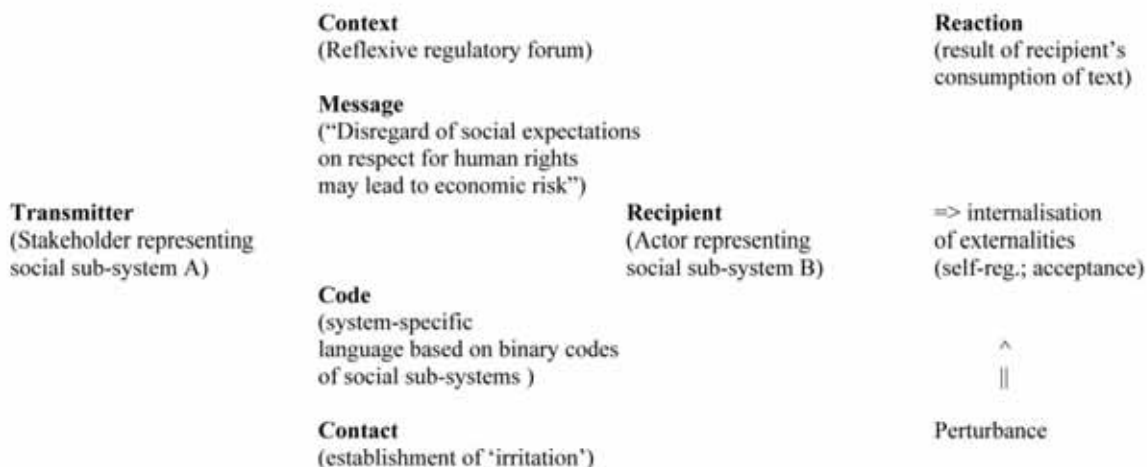 Context
(Reflexive regulatory forum)
Reaction
(result of recipient's
consumption of text)
Message
("Disregard of social expectations
on respect for human rights
may lead to economic risk")
Transmitter
(Stakeholder representing
social sub-system A)
Recipient
(Actor representing
social sub-system B)
=> internalisation
of externalities
(self-reg.; acceptance)
Code
(system-specific
language based on binary codes
of social sub-systems )
^
||
Contact
(establishment of 'irritation')
Perturbance